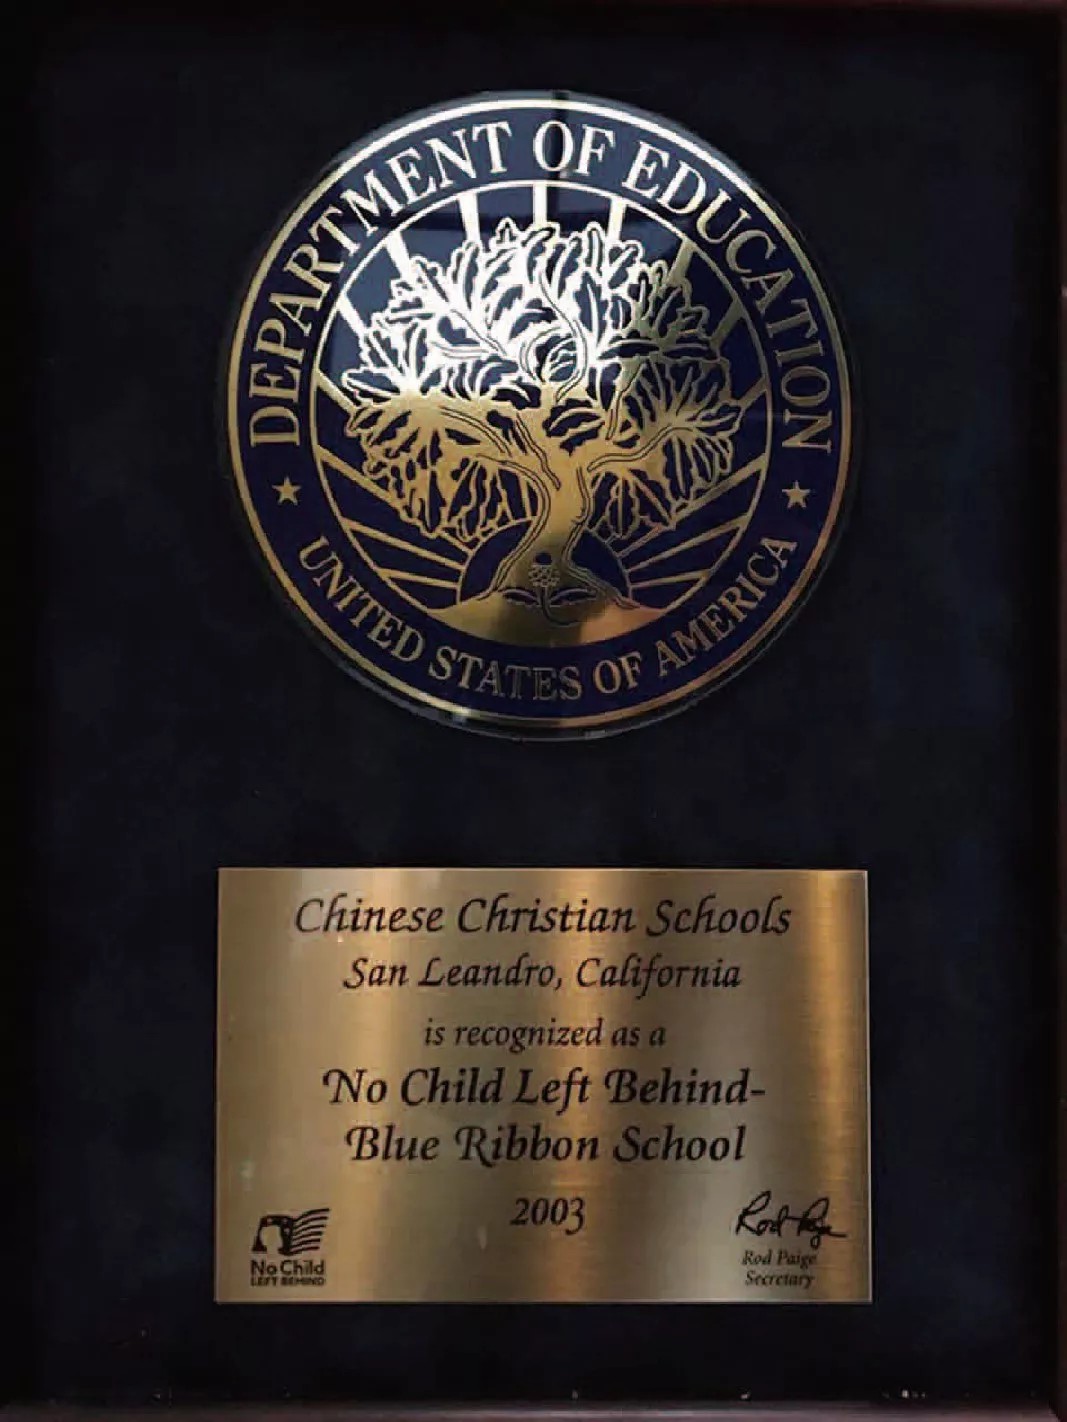 DEPARTMENT OF EDUCATION
UNITED STATES OF AMERICA
Chinese Christian Schools
San Leandro, California
is recognized as a
No Child Left Behind-
Blue Ribbon School
2003
No Child
LEFT BEHIND
Rod Paige
Rod Paige
Secretary